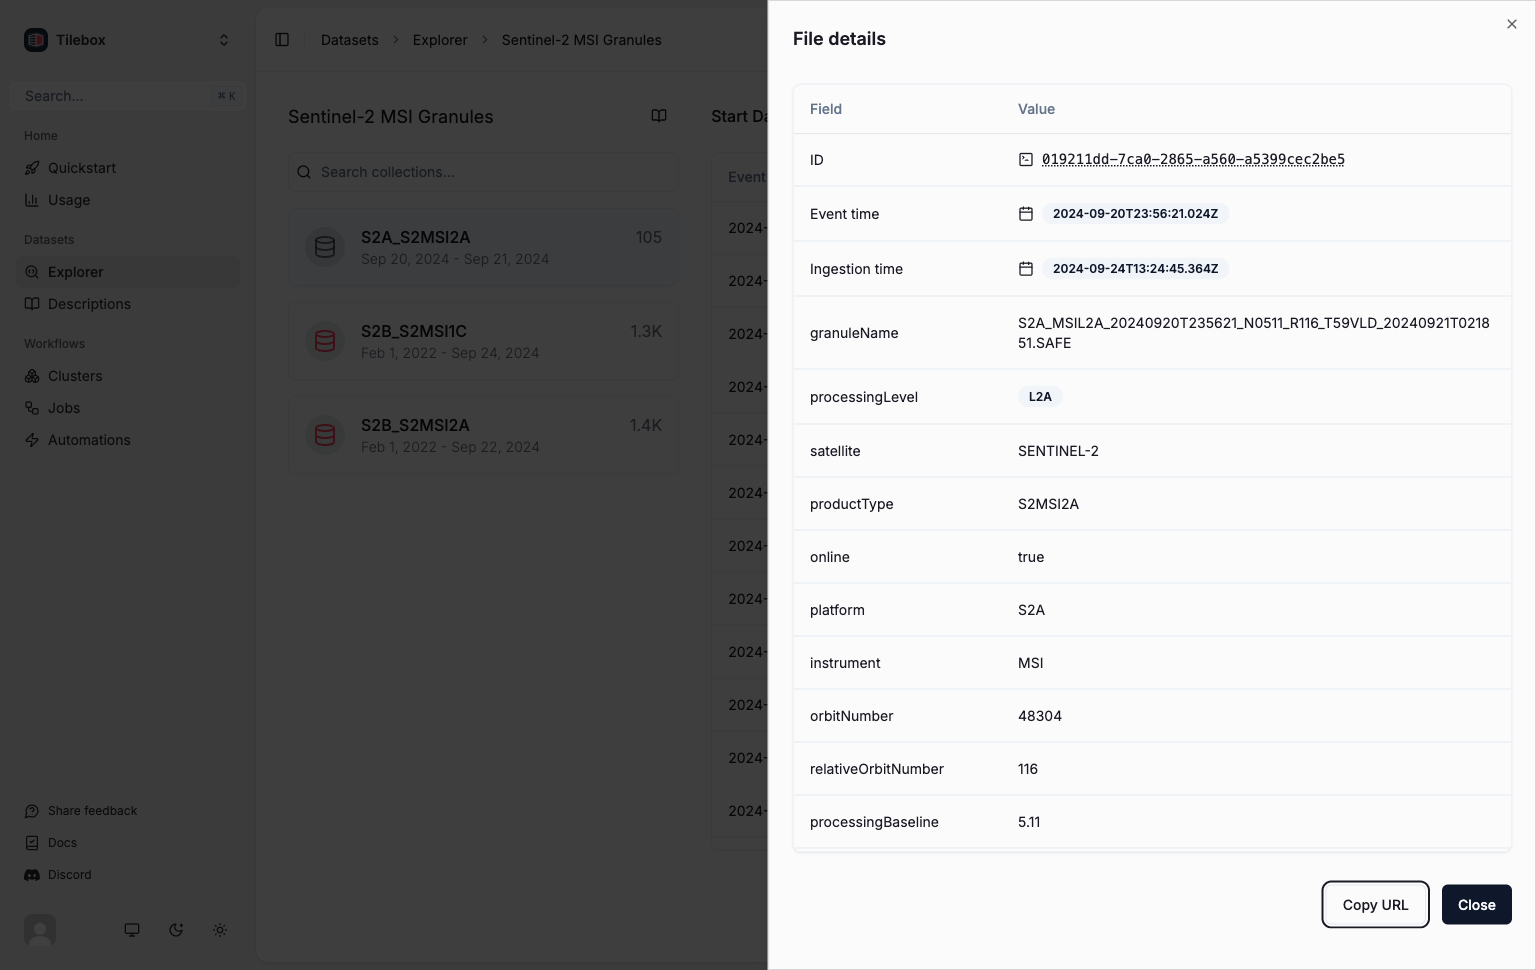 Tilebox
Search...
⌘ K
Home
Quickstart
Usage
Datasets
Explorer
Descriptions
Workflows
Clusters
Jobs
Automations
Share feedback
Docs
Discord
Datasets > Explorer > Sentinel-2 MSI Granules
Sentinel-2 MSI Granules
Search collections...
S2A_S2MSI2A 105
Sep 20, 2024 - Sep 21, 2024
S2B_S2MSI1C 1.3K
Feb 1, 2022 - Sep 24, 2024
S2B_S2MSI2A 1.4K
Feb 1, 2022 - Sep 22, 2024
Start Da
Event
2024-
2024-
2024-
2024-
2024-
2024-
2024-
2024-
2024-
2024-
2024-
2024-
File details
Field Value
ID 019211dd-7ca0-2865-a560-a5399cec2be5
Event time 2024-09-20T23:56:21.024Z
Ingestion time 2024-09-24T13:24:45.364Z
granuleName S2A_MSIL2A_20240920T235621_N0511_R116_T59VLD_20240921T0218
51.SAFE
processingLevel L2A
satellite SENTINEL-2
productType S2MSI2A
online true
platform S2A
instrument MSI
orbitNumber 48304
relativeOrbitNumber 116
processingBaseline 5.11
Copy URL Close